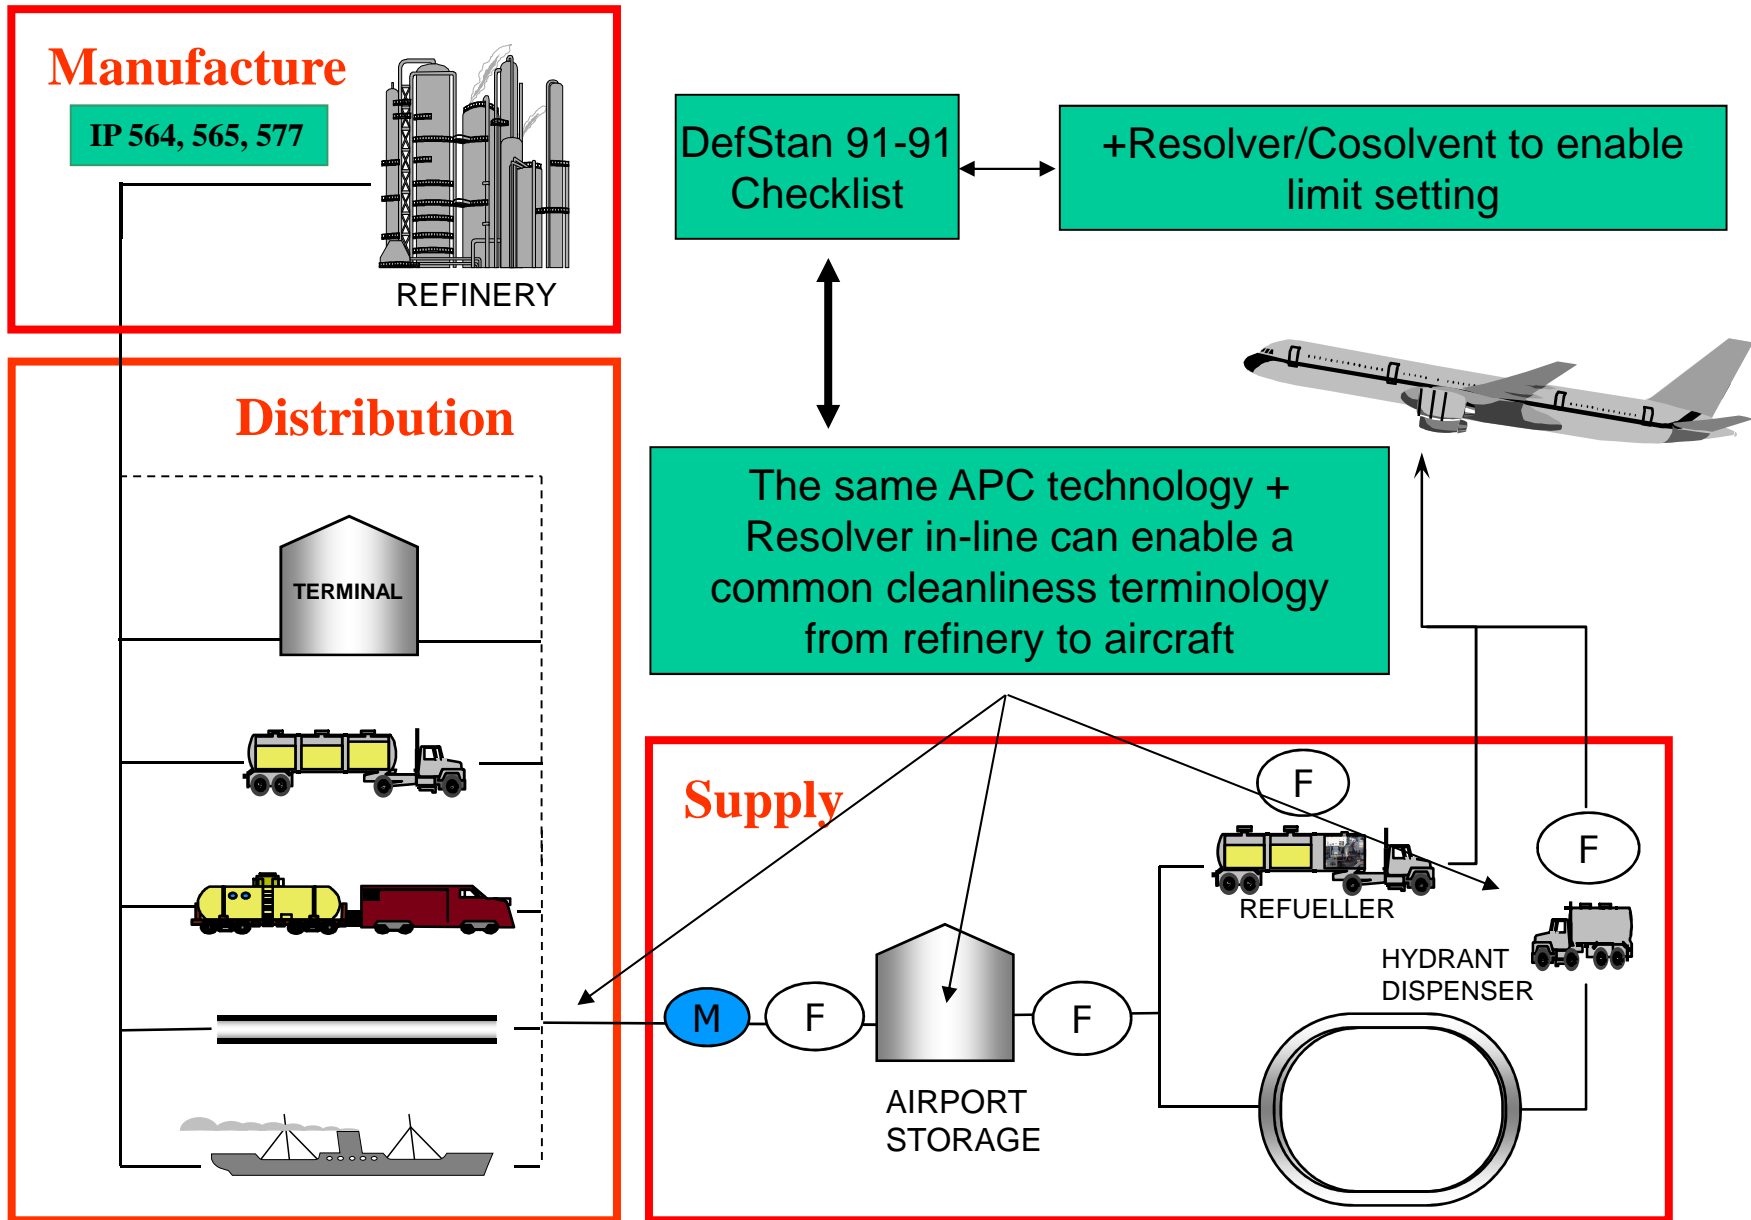 Manufacture
IP 564, 565, 577
REFINERY
DefStan 91-91
Checklist
+Resolver/Cosolvent to enable
limit setting
Distribution
TERMINAL
The same APC technology +
Resolver in-line can enable a
common cleanliness terminology
from refinery to aircraft
Supply
F
F
REFUELLER
HYDRANT
DISPENSER
M
F
F
AIRPORT
STORAGE